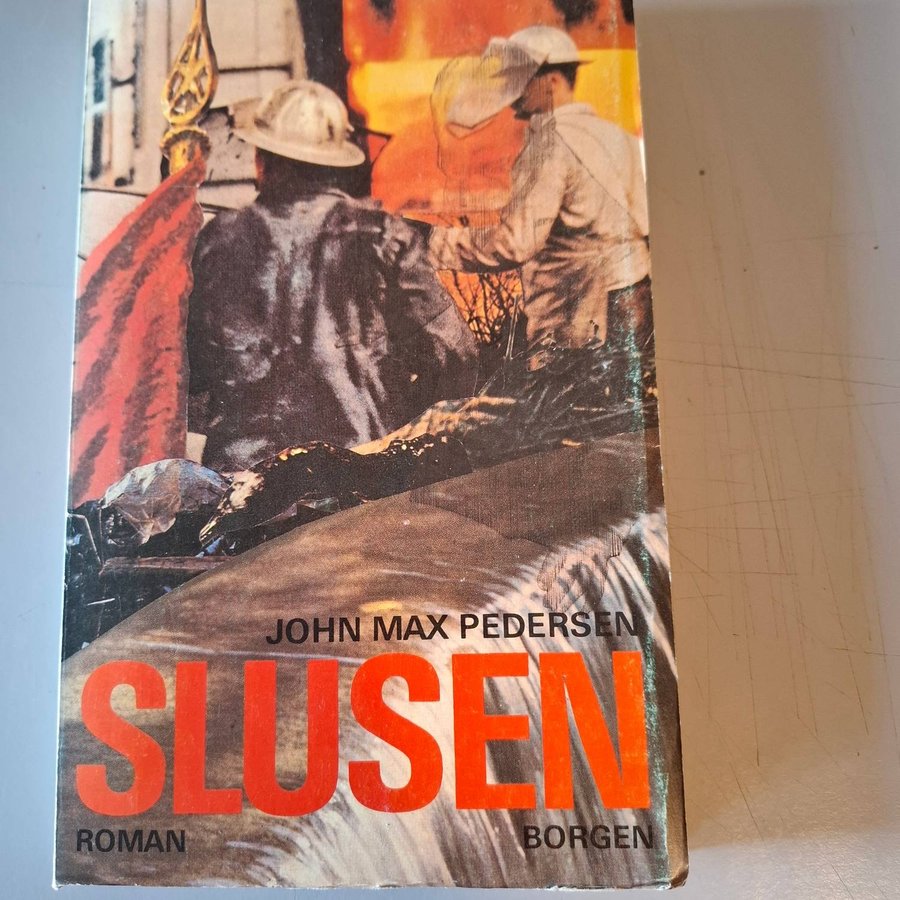 JOHN MAX PEDERSEN
SLUSEN
ROMAN BORGEN